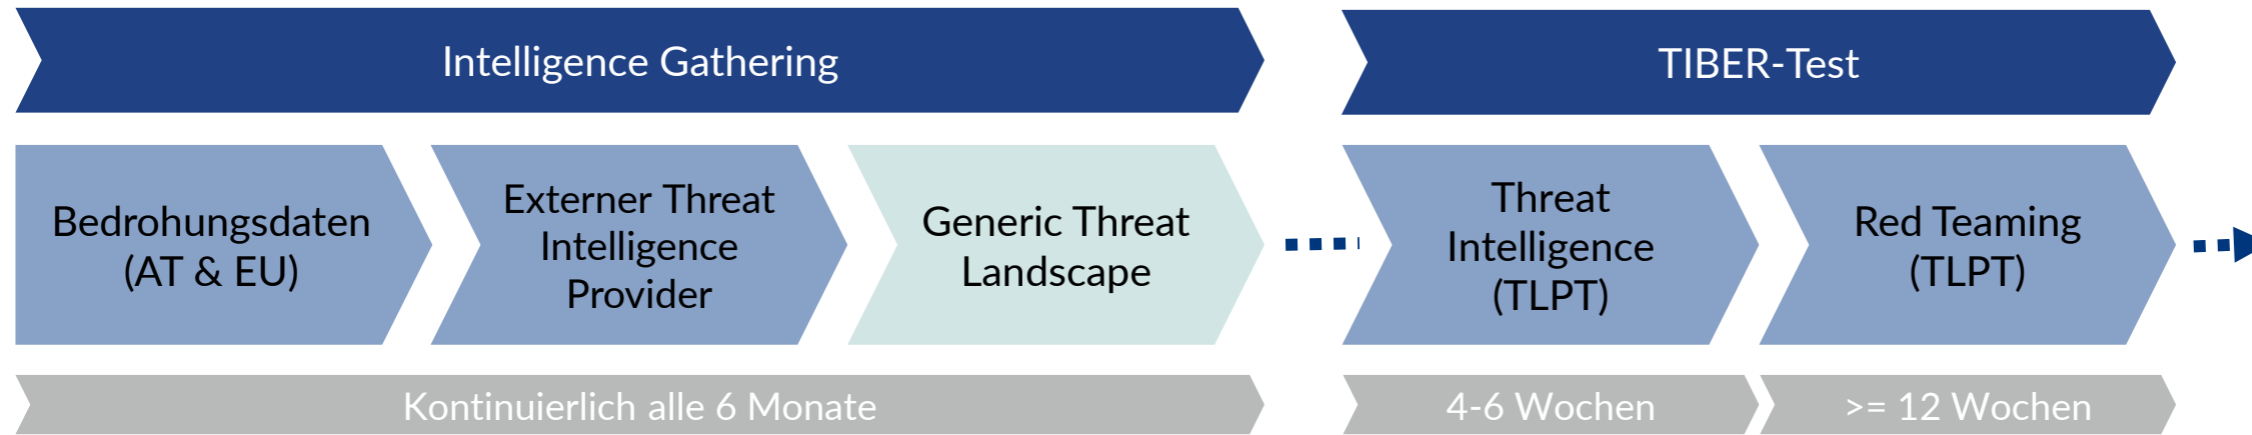 Intelligence Gathering
TIBER-Test
Bedrohungsdaten
(AT & EU)
Externer Threat
Intelligence
Provider
Generic Threat
Landscape
Threat
Intelligence
(TLPT)
Red Teaming
(TLPT)
Kontinuierlich alle 6 Monate
4-6 Wochen
>= 12 Wochen